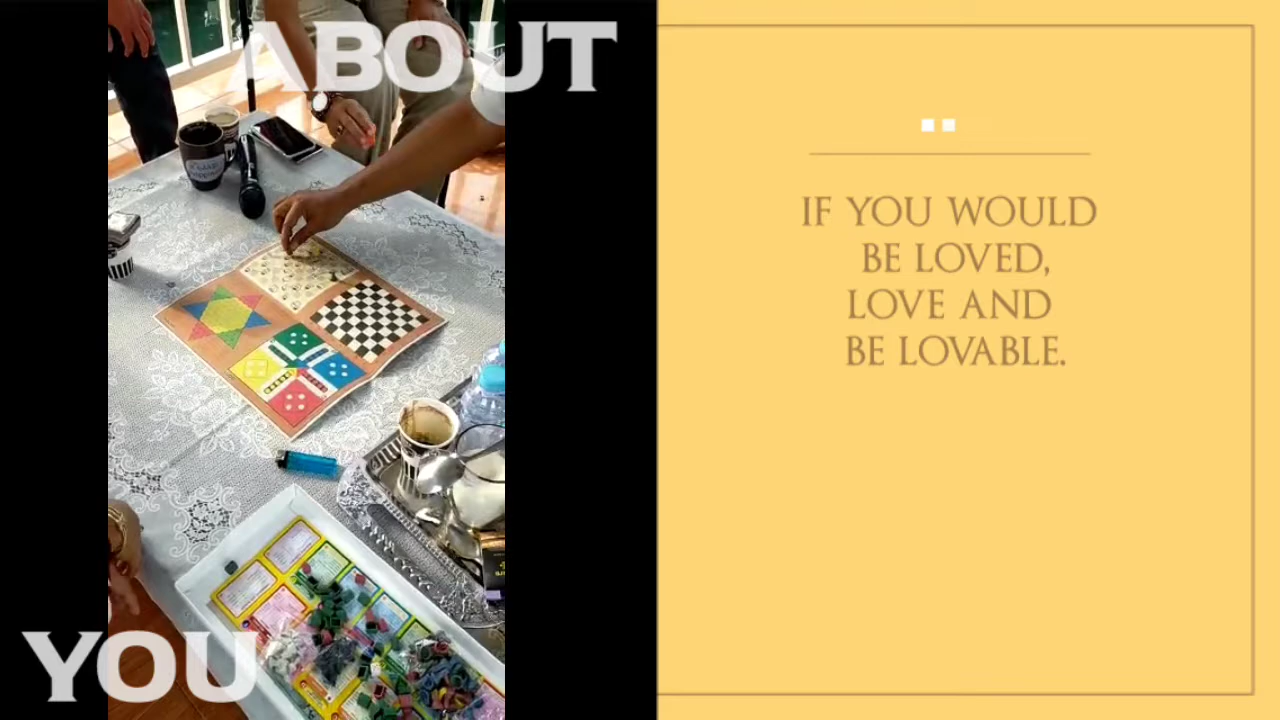 ABOUT
YOU
IF YOU WOULD
BE LOVED,
LOVE AND
BE LOVABLE.